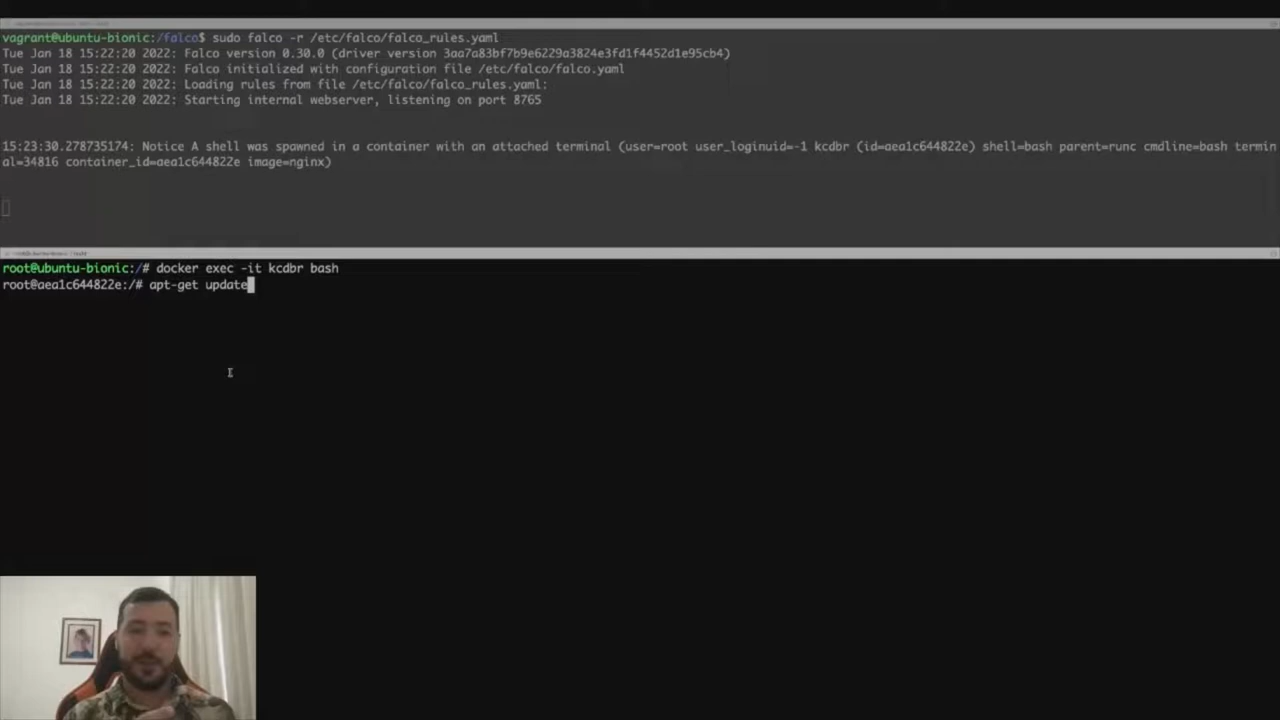 vagrant@ubuntu-bionic:/falco$ sudo falco -r /etc/falco/falco_rules.yaml
Tue Jan 18 15:22:20 2022: Falco version 0.30.0 (driver version 3aa7a83bf7b9e6229a3824e3fd1f4452d1e95cb4)
Tue Jan 18 15:22:20 2022: Falco initialized with configuration file /etc/falco/falco.yaml
Tue Jan 18 15:22:20 2022: Loading rules from file /etc/falco/falco_rules.yaml:
Tue Jan 18 15:22:20 2022: Starting internal webserver, listening on port 8765
15:23:30.278735174: Notice A shell was spawned in a container with an attached terminal (user=root user_loginuid=-1 kcdbr (id=aea1c644822e) shell=bash parent=runc cmdline=bash termin
al=34816 container_id=aea1c644822e image=nginx)
root@ubuntu-bionic:/# docker exec -it kcdbr bash
root@aea1c644822e:/# apt-get update